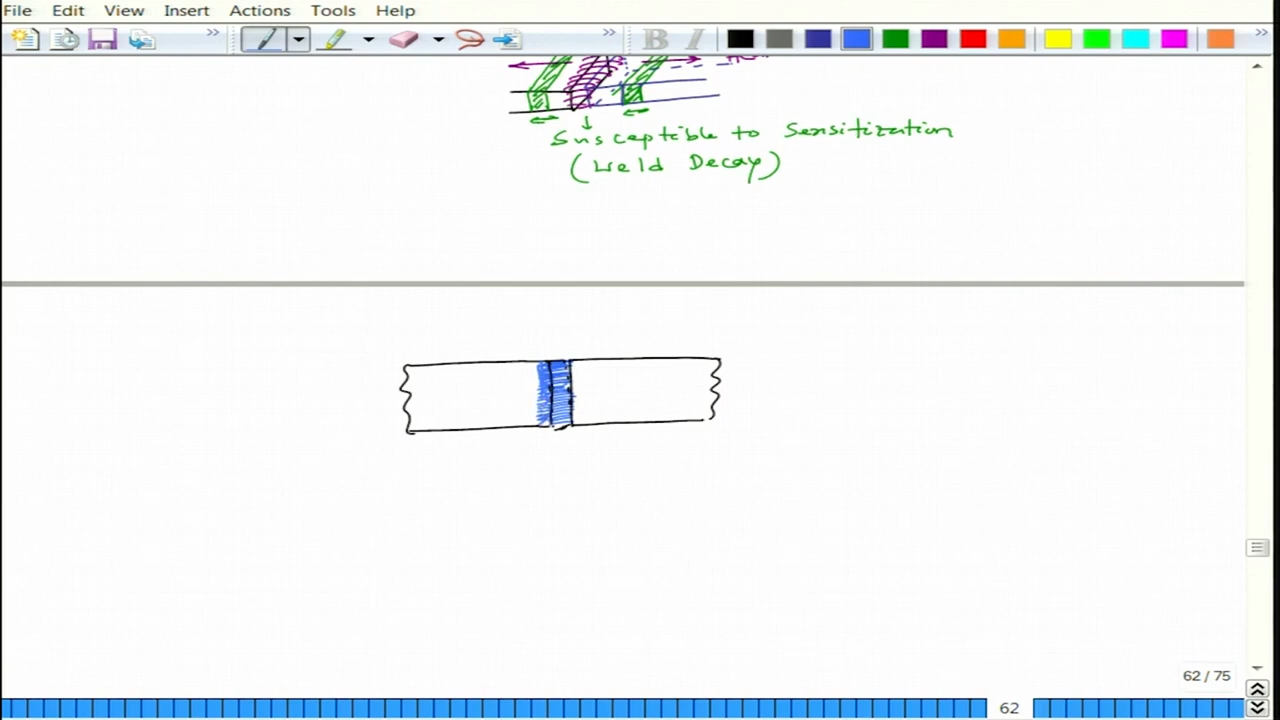 File Edit View Insert Actions Tools Help
B I
Susceptible to Sensitization
(Weld Decay)
62 / 75
62